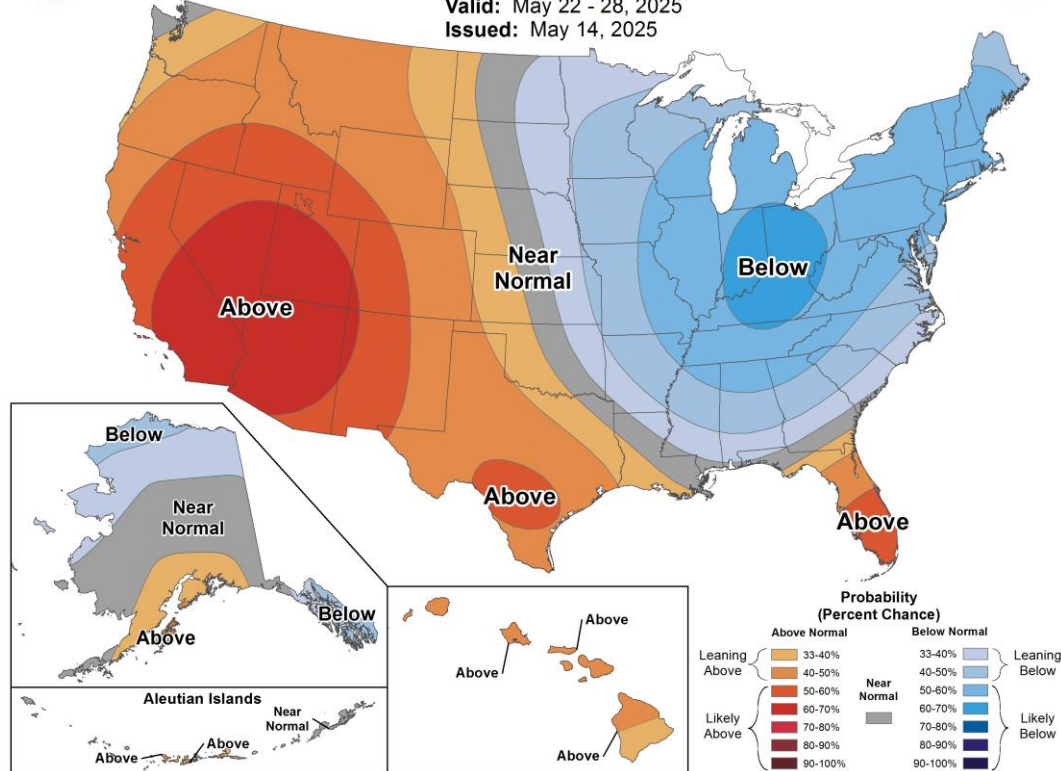 Valid: May 22 - 28, 2025
Issued: May 14, 2025
Near
Normal
Below
Above
Above
Above
Below
Near
Normal
Above
Below
Aleutian Islands
Near
Normal
Above
Above
Above
Above
Above
Probability
(Percent Chance)
Above Normal
Below Normal
Leaning
Above
33-40%
40-50%
Likely
Above
50-60%
60-70%
70-80%
80-90%
90-100%
Near
Normal
33-40%
40-50%
Leaning
Below
50-60%
60-70%
70-80%
80-90%
90-100%
Likely
Below